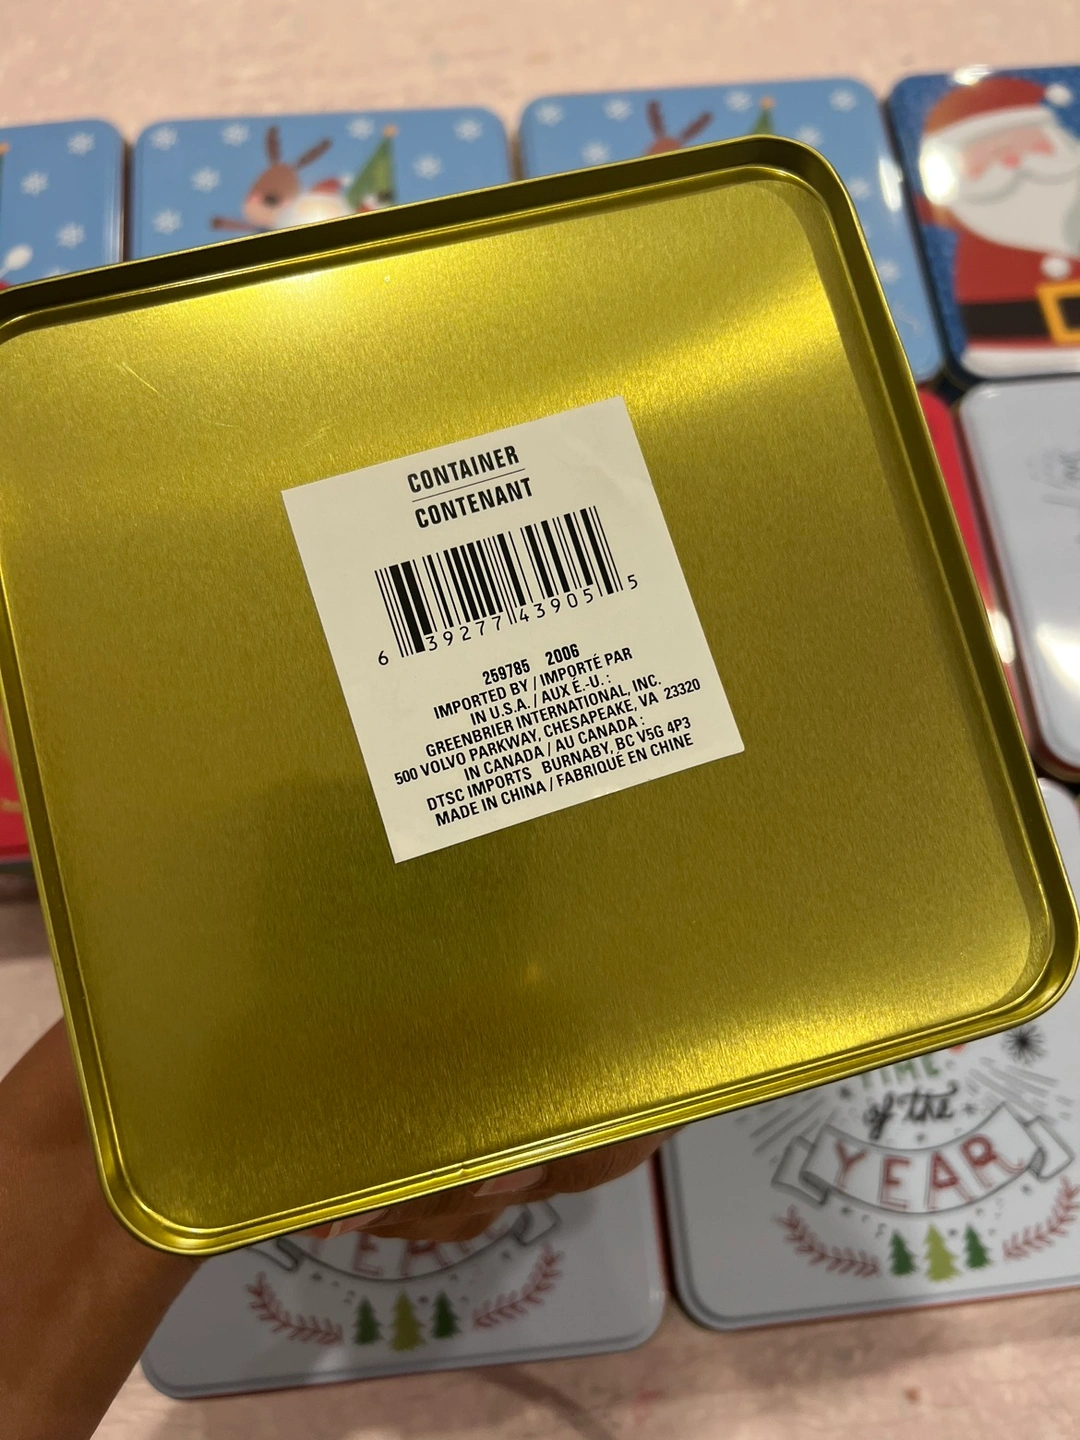 CONTAINER
CONTENANT
6 39277 43905 5
259785 2006
IMPORTED BY / IMPORTÉ PAR
IN U.S.A. / AUX É.-U. :
GREENBRIER INTERNATIONAL, INC.
500 VOLVO PARKWAY, CHESAPEAKE, VA 23320
IN CANADA / AU CANADA :
DTSC IMPORTS BURNABY, BC V5G 4P3
MADE IN CHINA / FABRIQUÉ EN CHINE
TIME
of the
YEAR
YEAR